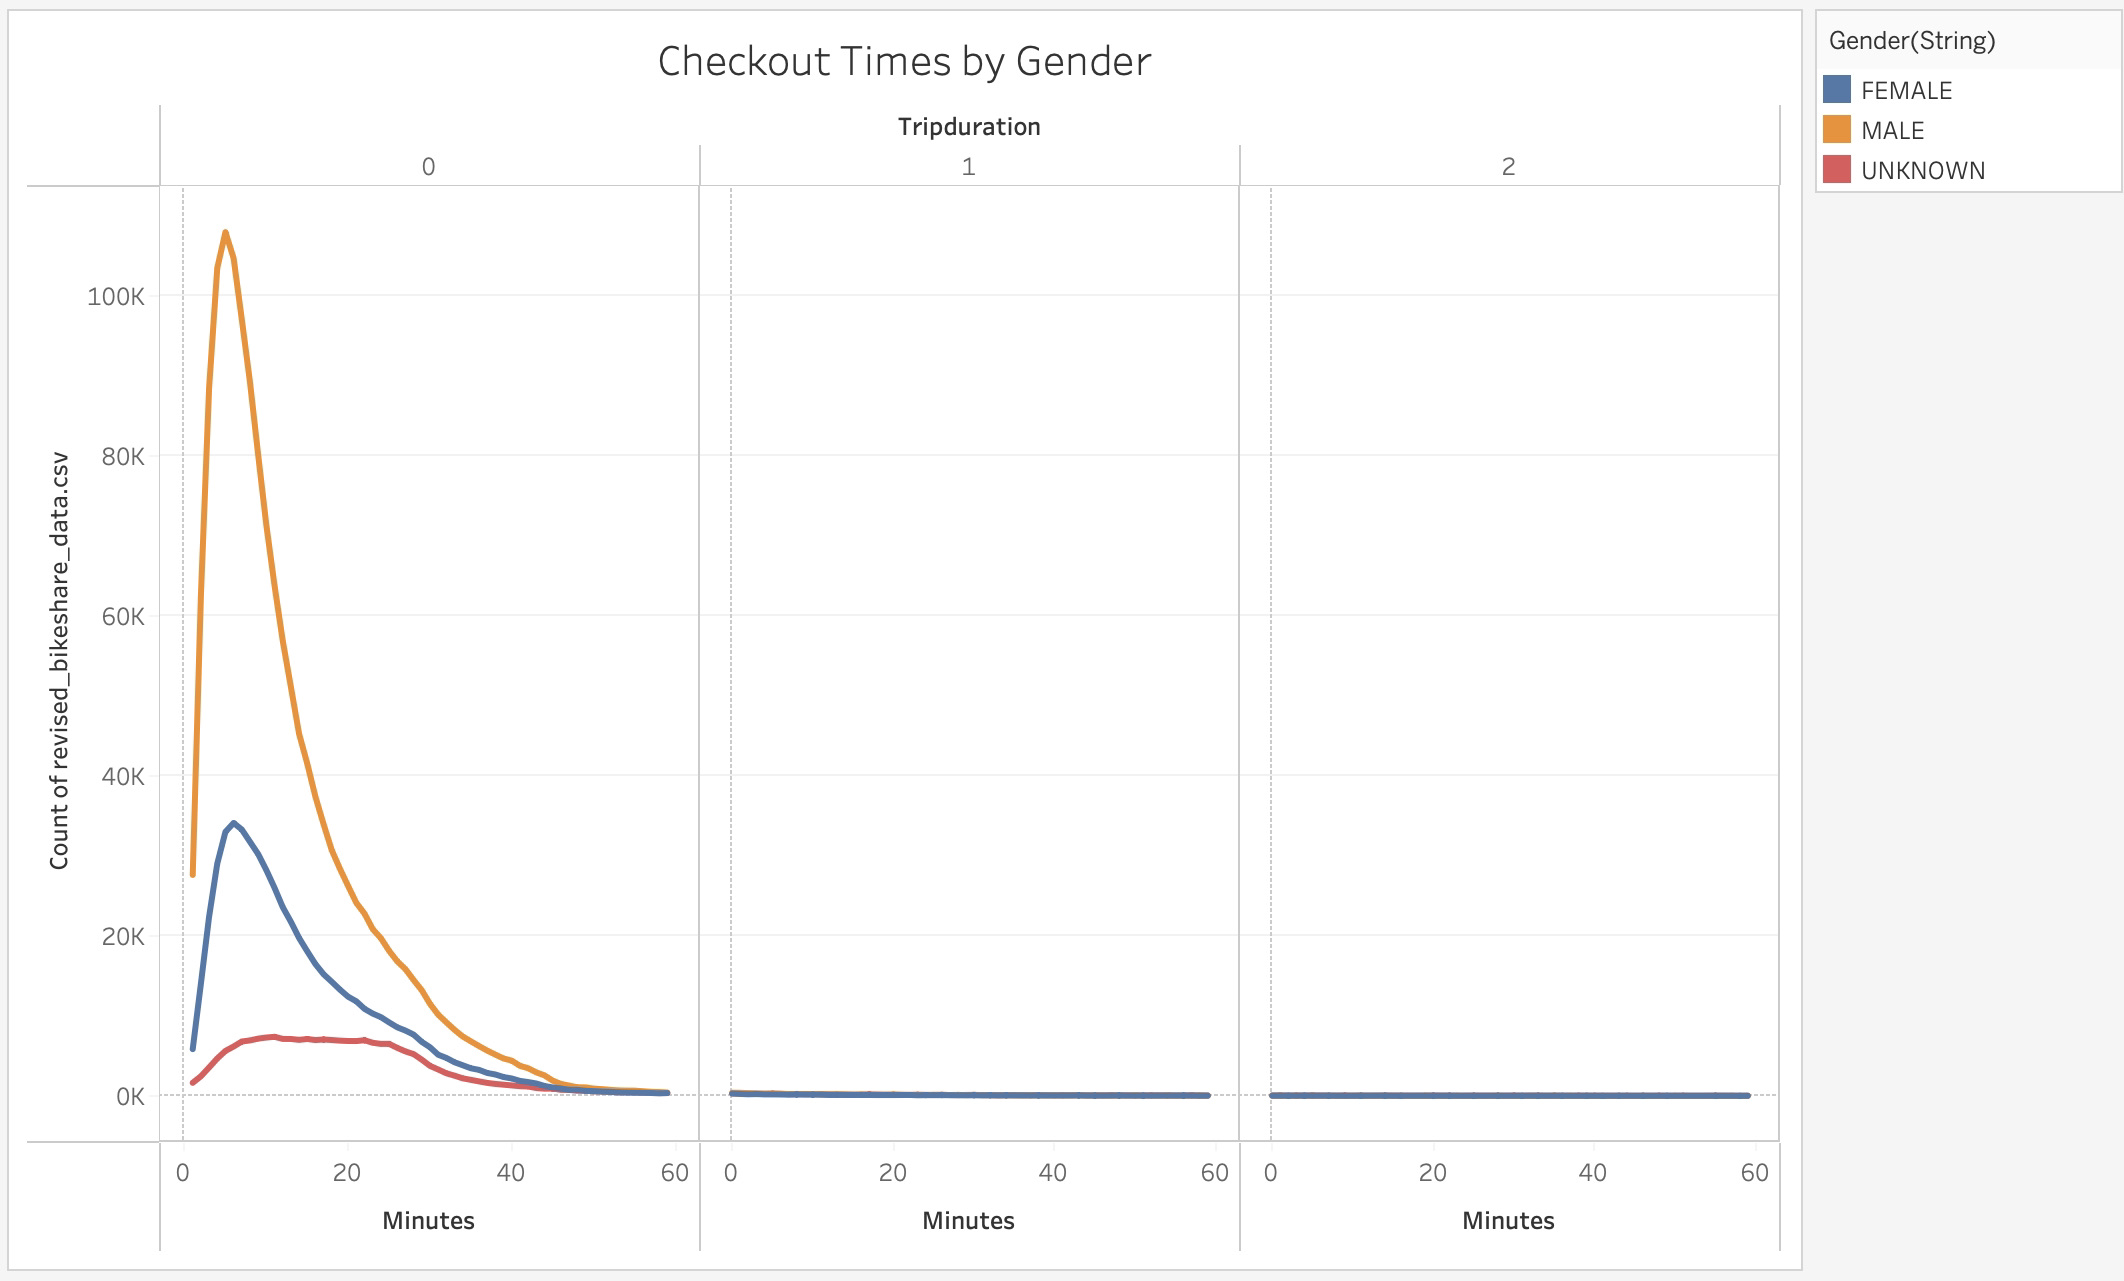 Checkout Times by Gender
Tripduration
0 1 2
Count of revised_bikeshare_data.csv
100K
80K
60K
40K
20K
0K
0 20 40 60 0 20 40 60 0 20 40 60
Minutes Minutes Minutes
Gender(String)
FEMALE
MALE
UNKNOWN